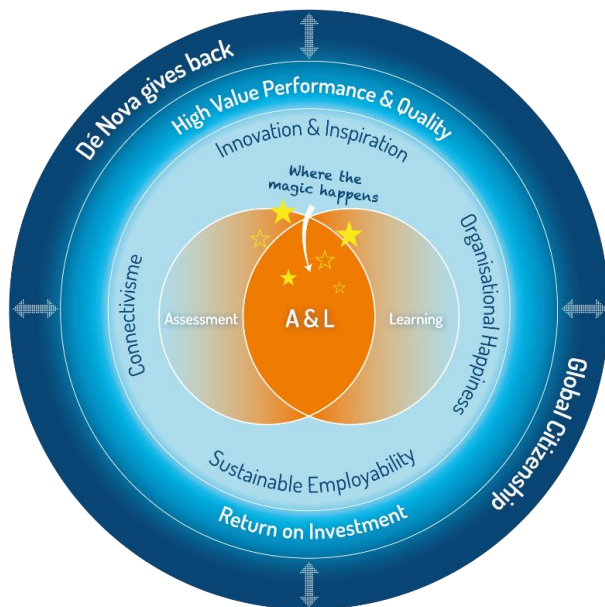 Dé Nova gives back
High Value Performance & Quality
Innovation & Inspiration
Where the
magic happens
Connectivisme
Organisational Happiness
Assessment
A & L
Learning
Sustainable Employability
Return on Investment
Global Citizenship